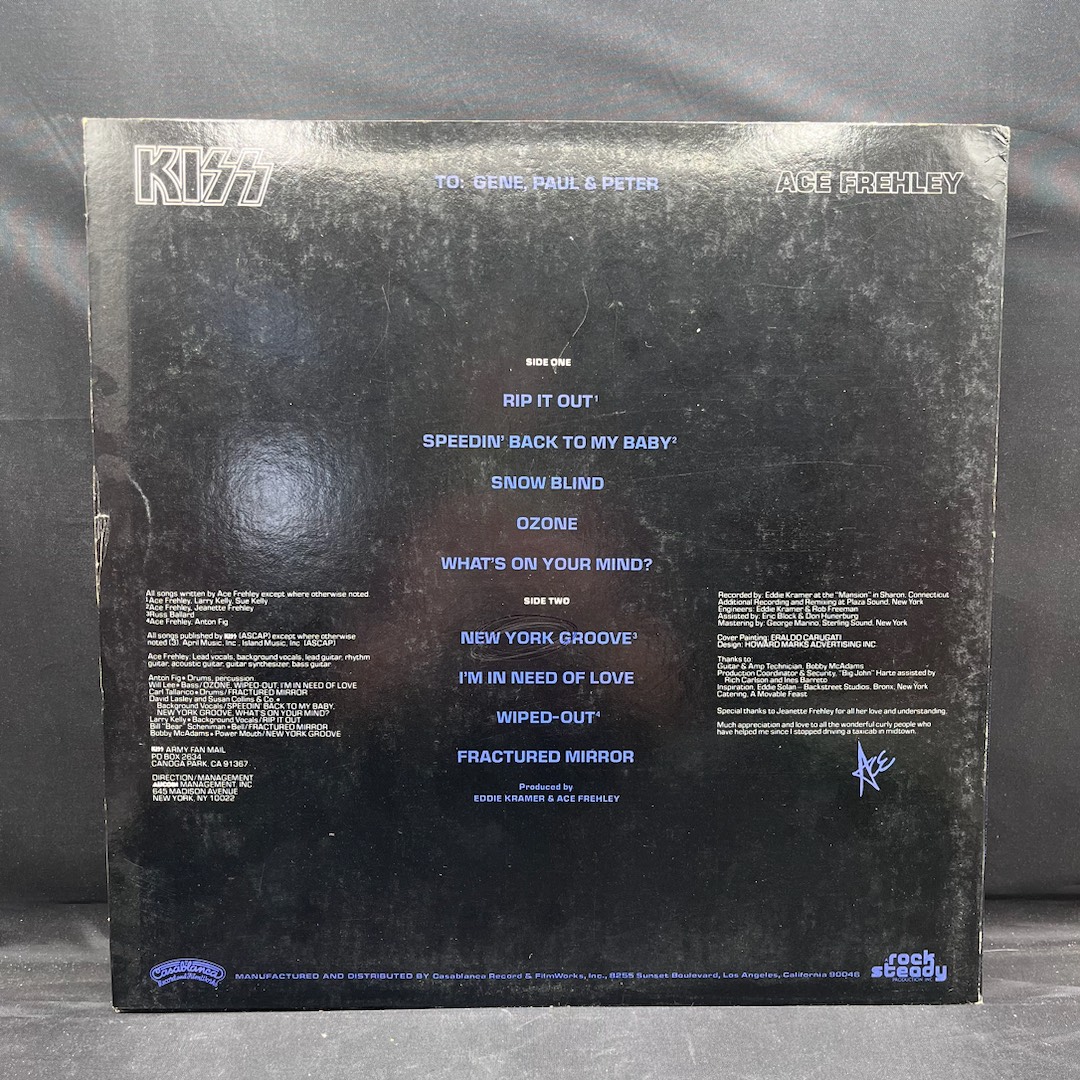 KISS
TO: GENE, PAUL & PETER
ACE FREHLEY
SIDE ONE
RIP IT OUT¹
SPEEDIN' BACK TO MY BABY²
SNOW BLIND
OZONE
WHAT'S ON YOUR MIND?
SIDE TWO
NEW YORK GROOVE³
I'M IN NEED OF LOVE
WIPED-OUT⁴
FRACTURED MIRROR
Produced by
EDDIE KRAMER & ACE FREHLEY
All songs written by Ace Frehley except where otherwise noted
¹Ace Frehley, Larry Kelly, Sue Kelly
²Ace Frehley, Jeanette Frehley
³Russ Ballard
⁴Ace Frehley, Anton Fig
All songs published by KISS (ASCAP) except where otherwise
noted (3). April Music, Inc., Island Music, Inc. (ASCAP)
Ace Frehley; Lead vocals, background vocals, lead guitar, rhythm
guitar, acoustic guitar, guitar synthesizer, bass guitar
Anton Fig • Drums, percussion
Will Lee • Bass/OZONE, WIPED-OUT, I'M IN NEED OF LOVE
Carl Tallarico • Drums/FRACTURED MIRROR
David Lasley and Susan Collins & Co. •
Background Vocals/SPEEDIN' BACK TO MY BABY,
NEW YORK GROOVE, WHAT'S ON YOUR MIND?
Larry Kelly • Background Vocals/RIP IT OUT
Bill "Bear" Scheniman • Bell/FRACTURED MIRROR
Bobby McAdams • Power Mouth/NEW YORK GROOVE
KISS ARMY FAN MAIL
PO BOX 2634
CANOGA PARK, CA 91367
DIRECTION/MANAGEMENT
AUCOIN MANAGEMENT, INC
645 MADISON AVENUE
NEW YORK, NY 10022
Recorded by: Eddie Kramer at the "Mansion" in Sharon, Connecticut
Additional Recording and Remixing at Plaza Sound, New York
Engineers: Eddie Kramer & Rob Freeman
Assisted by: Eric Block & Don Hunerburg
Mastering by: George Marino, Sterling Sound, New York
Cover Painting: ERALDO CARUGATI
Design: HOWARD MARKS ADVERTISING INC.
Thanks to:
Guitar & Amp Technician, Bobby McAdams
Production Coordinator & Security, "Big John" Harte assisted by
Rich Carlson and Ines Barreto
Inspiration, Eddie Solan – Backstreet Studios, Bronx, New York
Catering, A Movable Feast
Special thanks to Jeanette Frehley for all her love and understanding.
Much appreciation and love to all the wonderful curly people who
have helped me since I stopped driving a taxicab in midtown.
ACE
Casablanca
Record and FilmWorks
MANUFACTURED AND DISTRIBUTED BY Casablanca Record & FilmWorks, Inc., 8255 Sunset Boulevard, Los Angeles, California 90046
rock
steady
PRODUCTION INC